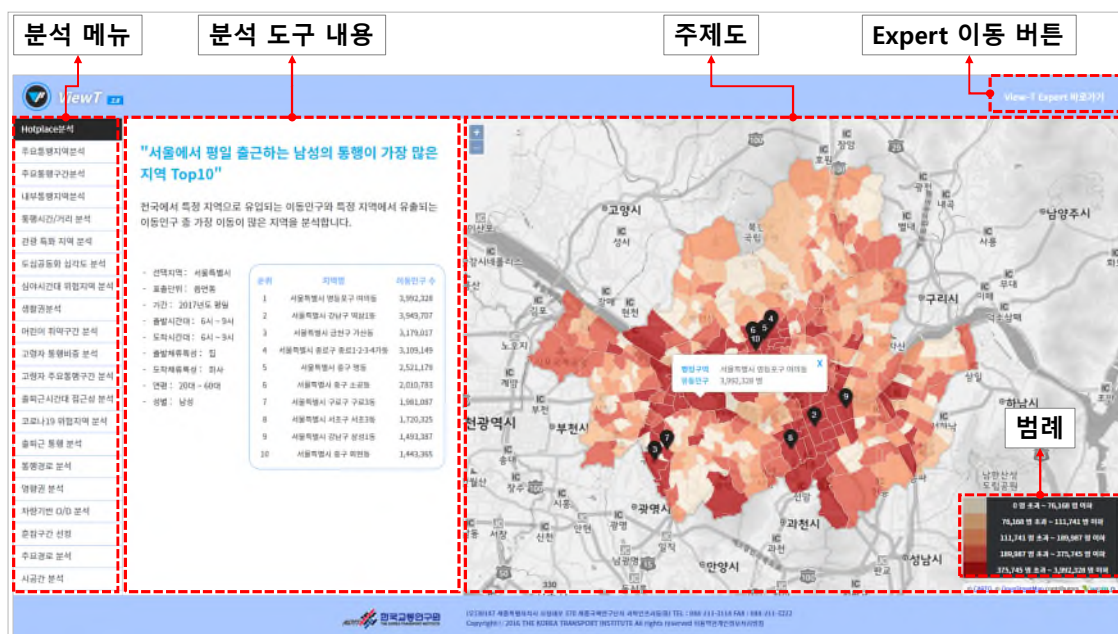 분석 메뉴
분석 도구 내용
주제도
Expert 이동 버튼
ViewT 2.0
View-T Expert 바로가기
Hotplace분석
주요통행지역분석
주요통행구간분석
내부통행지역분석
통행시간/거리 분석
관광 특화 지역 분석
도심공동화 심각도 분석
심야시간대 위험지역 분석
생활권분석
어린이 취약구간 분석
고령자 통행비중 분석
고령자 주요통행구간 분석
출퇴근시간대 접근성 분석
코로나19 위험지역 분석
출퇴근 통행 분석
통행경로 분석
영향권 분석
차량기반 O/D 분석
혼잡구간 선정
주요경로 분석
시공간 분석
"서울에서 평일 출근하는 남성의 통행이 가장 많은
지역 Top10"
전국에서 특정 지역으로 유입되는 이동인구와 특정 지역에서 유출되는
이동인구 중 가장 이동이 많은 지역을 분석합니다.
- 선택지역 : 서울특별시
- 표출단위 : 읍면동
- 기간 : 2017년도 평일
- 출발시간대 : 6시 ~ 9시
- 도착시간대 : 6시 ~ 9시
- 출발체류특성 : 집
- 도착체류특성 : 회사
- 연령 : 20대 ~ 60대
- 성별 : 남성
순위 지역명 이동인구 수
1 서울특별시 영등포구 여의동 3,992,328
2 서울특별시 강남구 역삼1동 3,949,707
3 서울특별시 금천구 가산동 3,179,017
4 서울특별시 종로구 종로1·2·3·4가동 3,109,149
5 서울특별시 중구 명동 2,521,179
6 서울특별시 중구 소공동 2,010,783
7 서울특별시 구로구 구로3동 1,981,087
8 서울특별시 서초구 서초3동 1,720,325
9 서울특별시 강남구 삼성1동 1,493,387
10 서울특별시 중구 회현동 1,443,365
고양시
남양주시
구리시
하남시
부천시
광명시
과천시
안양시
성남시
행정구역 서울특별시 영등포구 여의동
유동인구 3,992,328 명
X
4
6 5
10
9
2
8
7
3
범례
0 명 초과 ~ 76,168 명 이하
76,168 명 초과 ~ 111,741 명 이하
111,741 명 초과 ~ 189,987 명 이하
189,987 명 초과 ~ 375,745 명 이하
375,745 명 초과 ~ 3,992,328 명 이하
한국교통연구원
THE KOREA TRANSPORT INSTITUTE
Copyright© 2016 THE KOREA TRANSPORT INSTITUTE All rights reserved